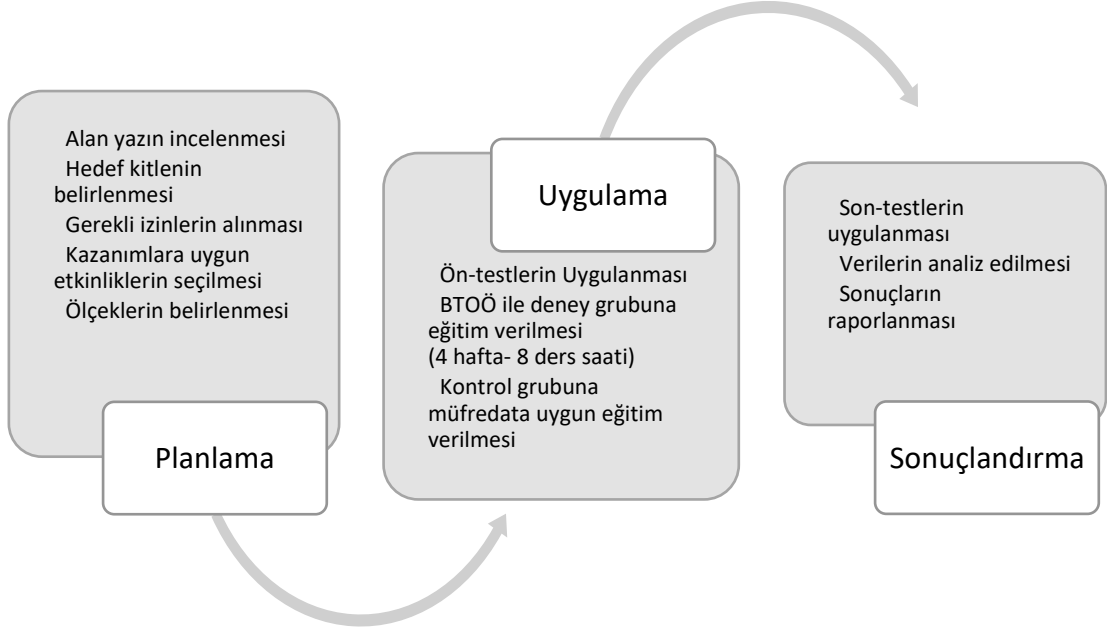 Alan yazın incelenmesi
Hedef kitlenin
belirlenmesi
Gerekli izinlerin alınması
Kazanımlara uygun
etkinliklerin seçilmesi
Ölçeklerin belirlenmesi
Planlama
Uygulama
Ön-testlerin Uygulanması
BTOÖ ile deney grubuna
eğitim verilmesi
(4 hafta- 8 ders saati)
Kontrol grubuna
müfredata uygun eğitim
verilmesi
Son-testlerin
uygulanması
Verilerin analiz edilmesi
Sonuçların
raporlanması
Sonuçlandırma